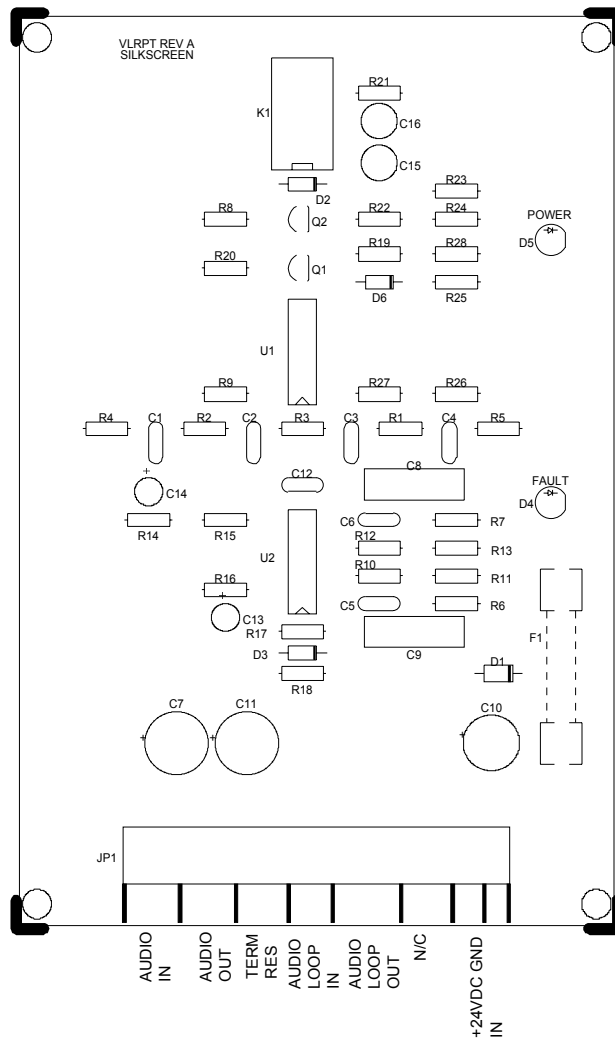 VLRPT REV A
SILKSCREEN
R21
K1
C16
C15
R23
D2
R8
Q2
R22
R24
POWER
D5
R20
Q1
R19
R28
D6
R25
U1
R9
R27
R26
R4
C1
R2
C2
R3
C3
R1
C4
R5
+
C14
C12
C8
FAULT
D4
R14
R15
C6
R7
U2
R12
R13
R10
R11
R16
+
C13
C5
R6
R17
F1
D3
C9
D1
R18
C7
C11
C10
+
+
+
JP1
AUDIO
IN
AUDIO
OUT
TERM
RES
AUDIO
LOOP
IN
AUDIO
LOOP
OUT
N/C
+24VDC GND
IN